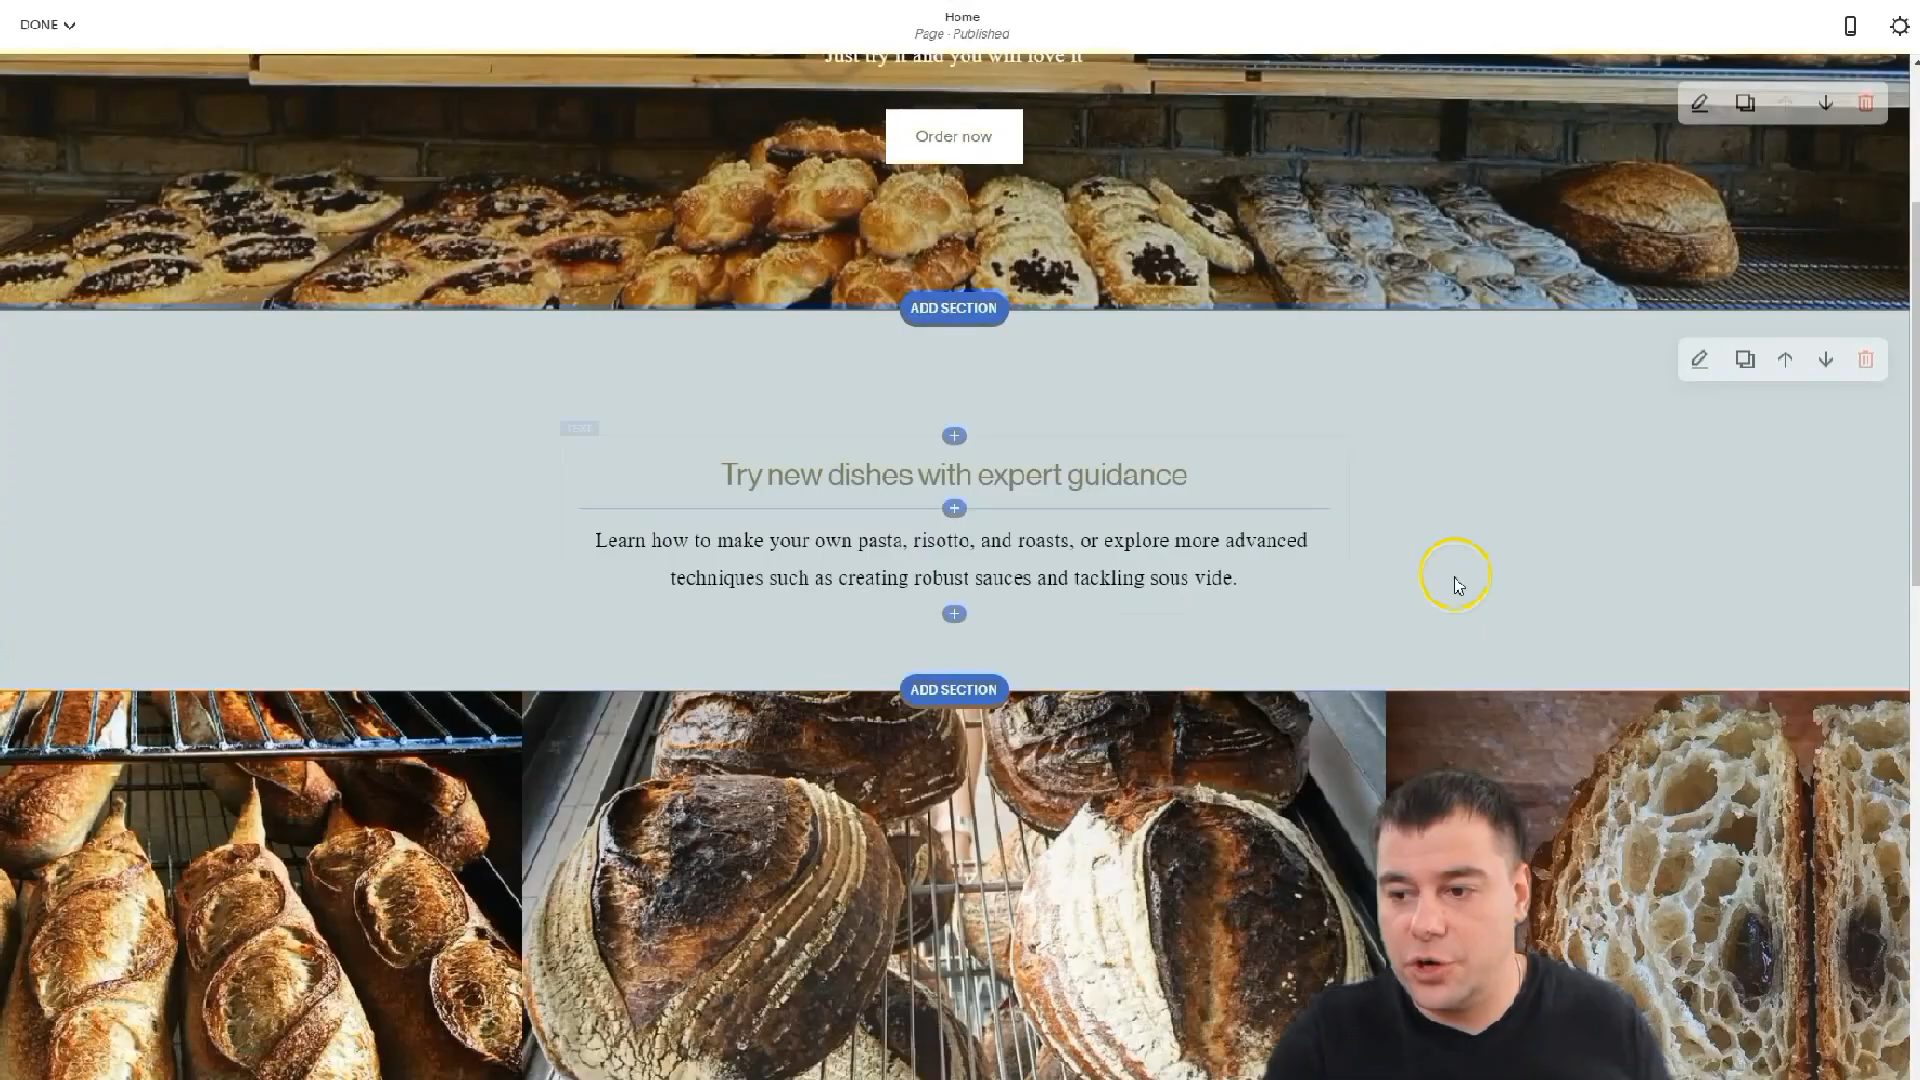 DONE
Home
Page - Published
Just try it and you will love it
Order now
ADD SECTION
TEXT
Try new dishes with expert guidance
Learn how to make your own pasta, risotto, and roasts, or explore more advanced
techniques such as creating robust sauces and tackling sous vide.
ADD SECTION